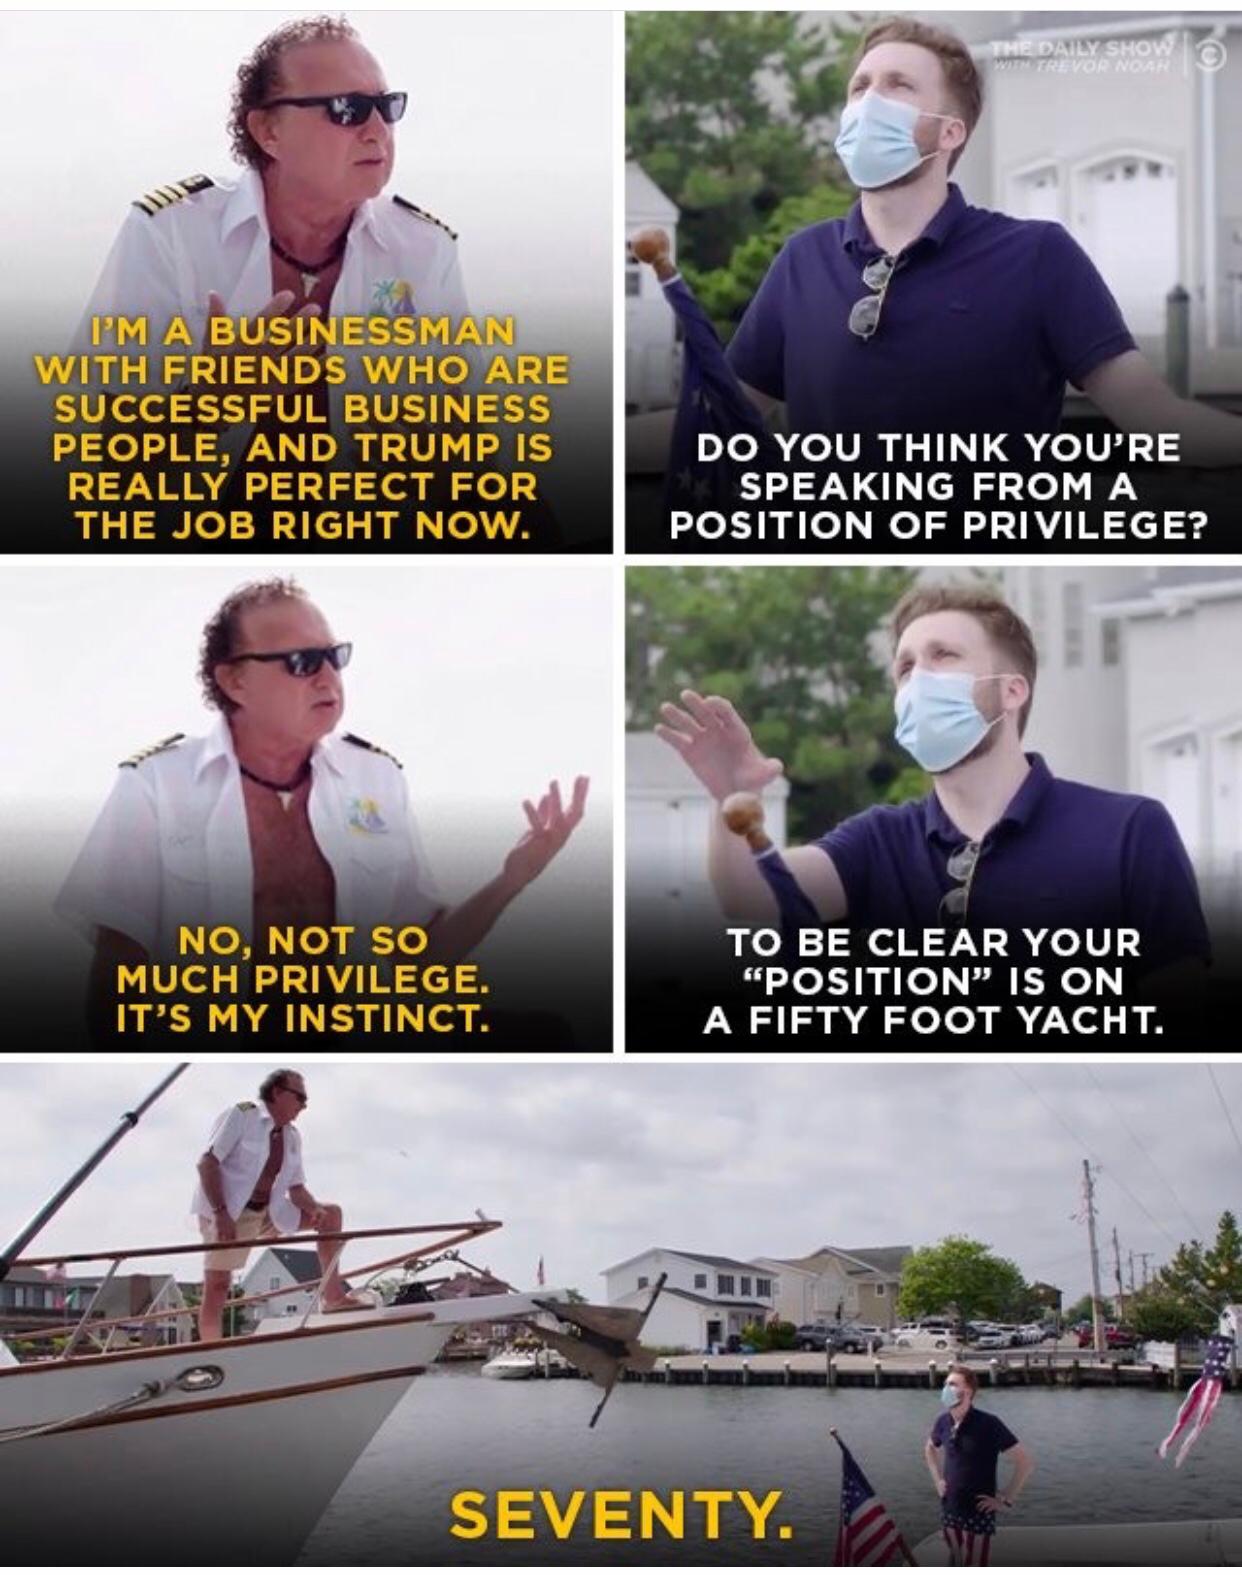 THE DAILY SHOW
WITH TREVOR NOAH
I'M A BUSINESSMAN
WITH FRIENDS WHO ARE
SUCCESSFUL BUSINESS
PEOPLE, AND TRUMP IS
REALLY PERFECT FOR
THE JOB RIGHT NOW.
DO YOU THINK YOU'RE
SPEAKING FROM A
POSITION OF PRIVILEGE?
NO, NOT SO
MUCH PRIVILEGE.
IT'S MY INSTINCT.
TO BE CLEAR YOUR
"POSITION" IS ON
A FIFTY FOOT YACHT.
SEVENTY.